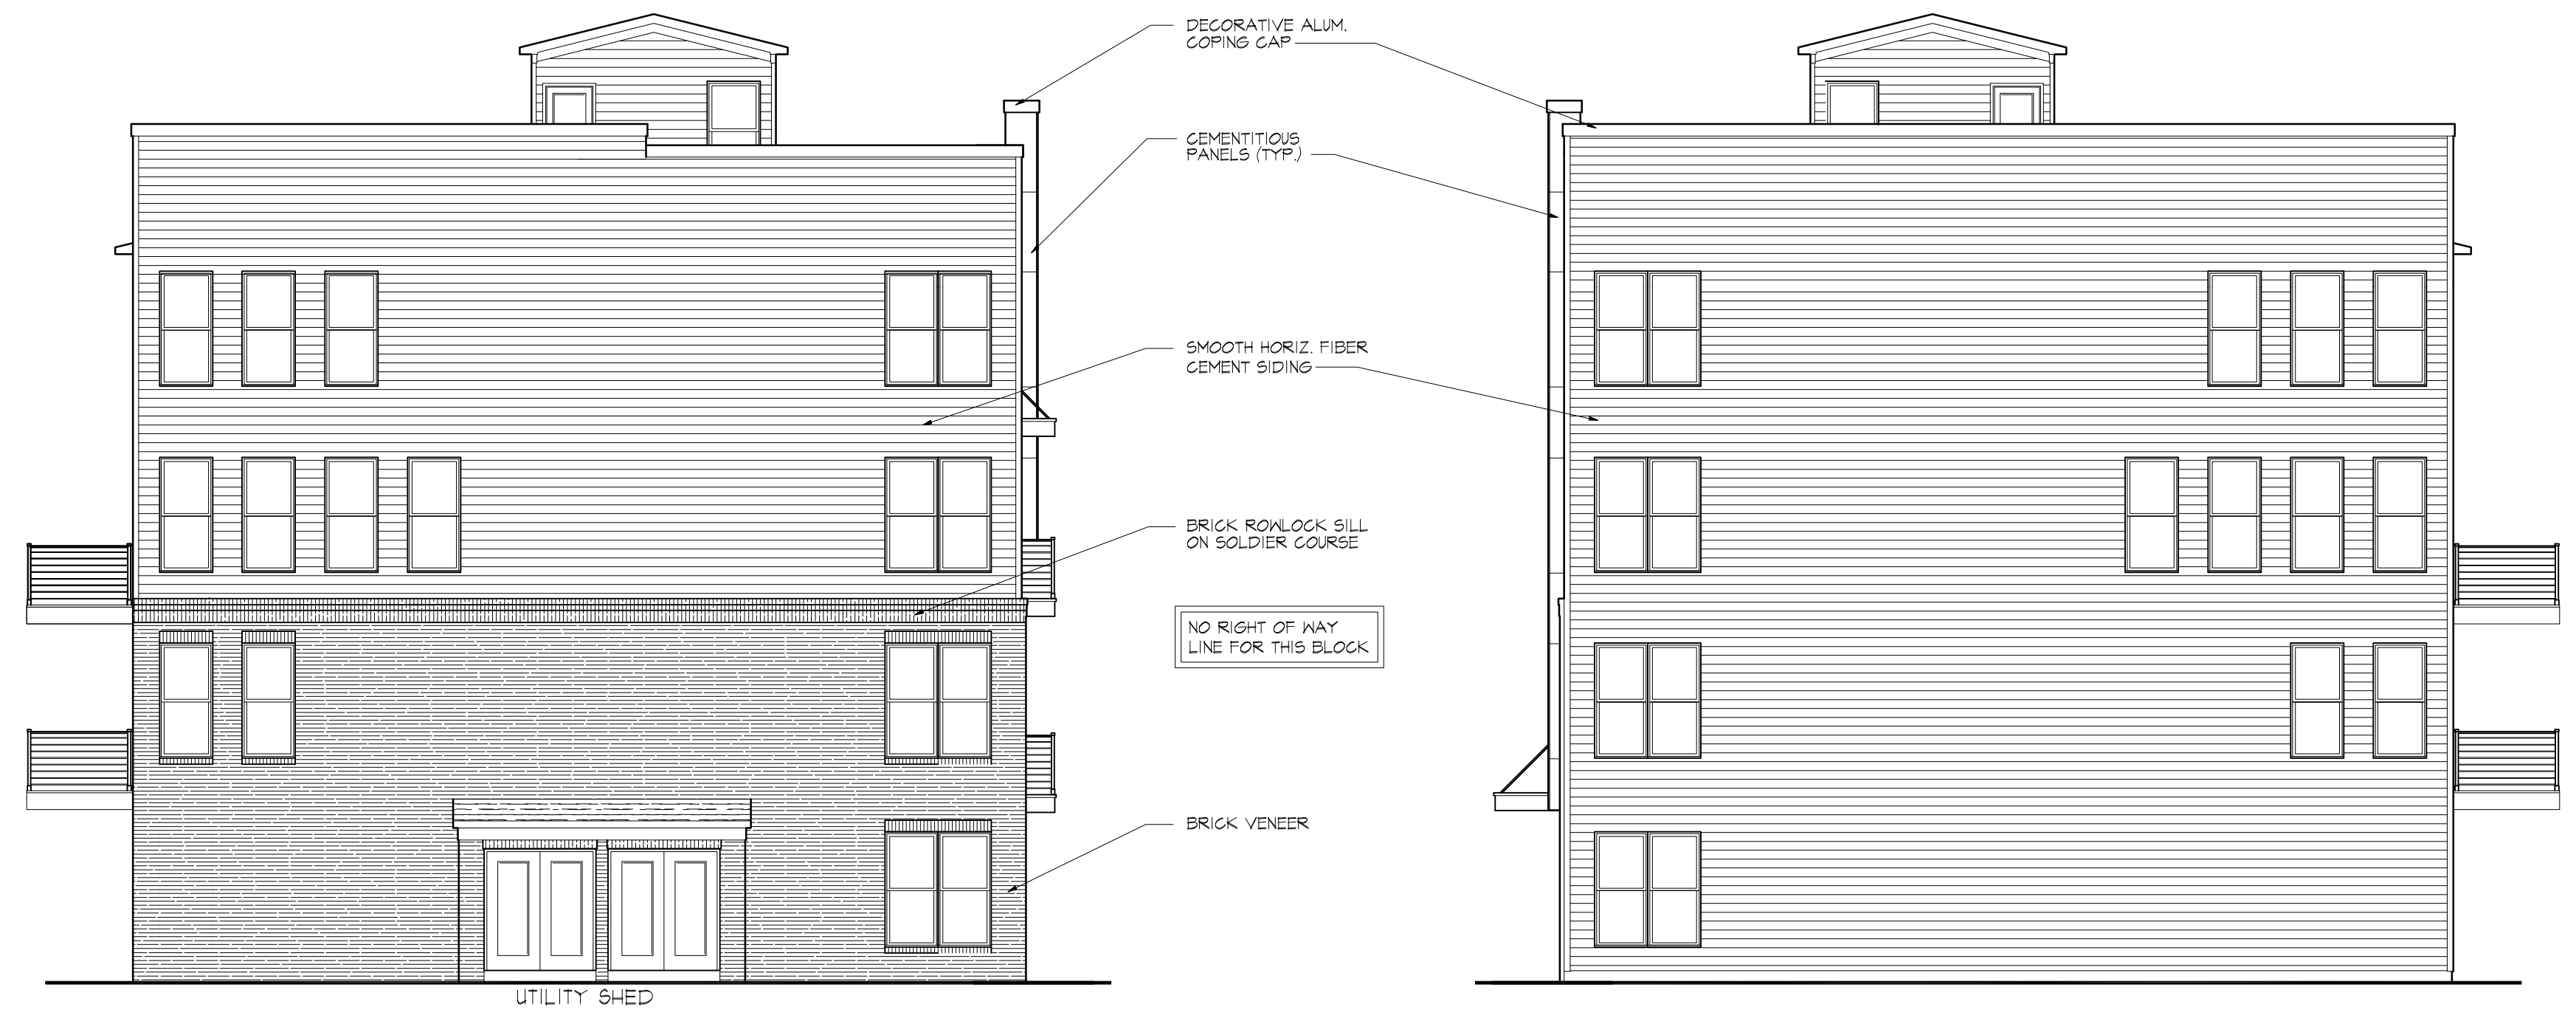 DECORATIVE ALUM.
COPING CAP
CEMENTITIOUS
PANELS (TYP.)
SMOOTH HORIZ. FIBER
CEMENT SIDING
BRICK ROWLOCK SILL
ON SOLDIER COURSE
NO RIGHT OF WAY
LINE FOR THIS BLOCK
BRICK VENEER
UTILITY SHED